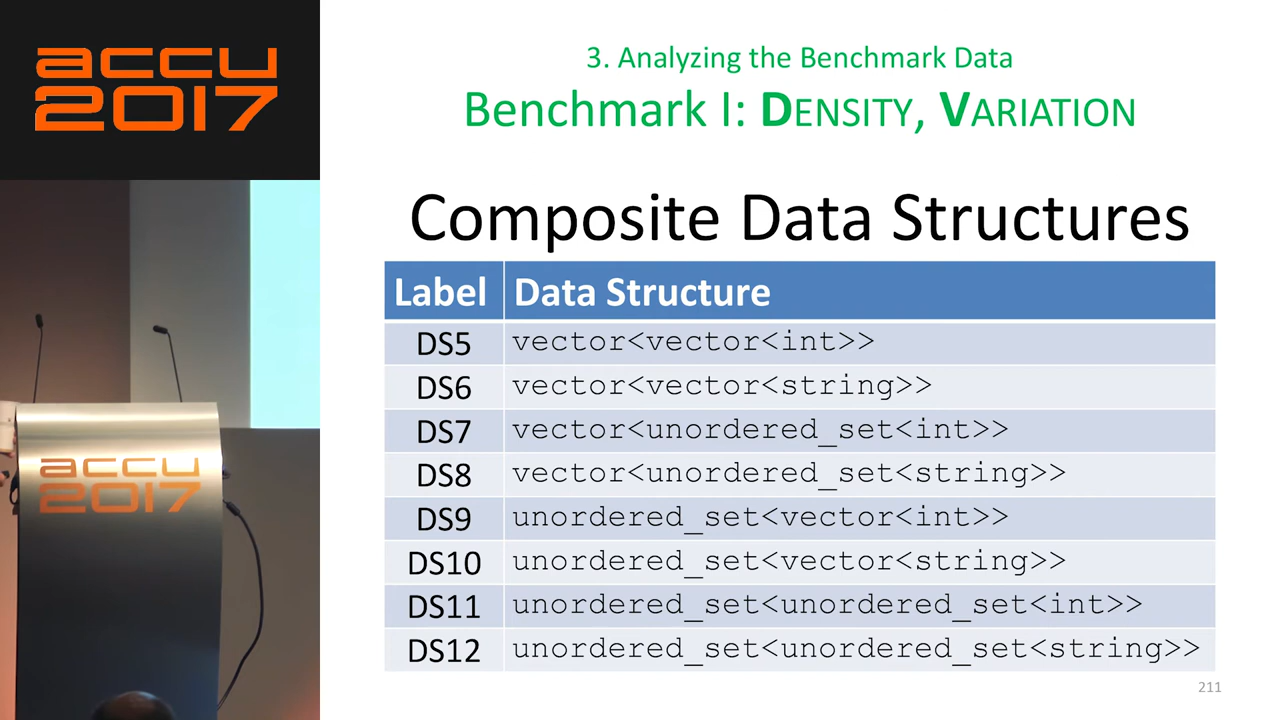 accu
2017
3. Analyzing the Benchmark Data
Benchmark I: DENSITY, VARIATION
Composite Data Structures
Label Data Structure
DS5 vector<vector<int>>
DS6 vector<vector<string>>
DS7 vector<unordered_set<int>>
DS8 vector<unordered_set<string>>
DS9 unordered_set<vector<int>>
DS10 unordered_set<vector<string>>
DS11 unordered_set<unordered_set<int>>
DS12 unordered_set<unordered_set<string>>
211
accu
2017